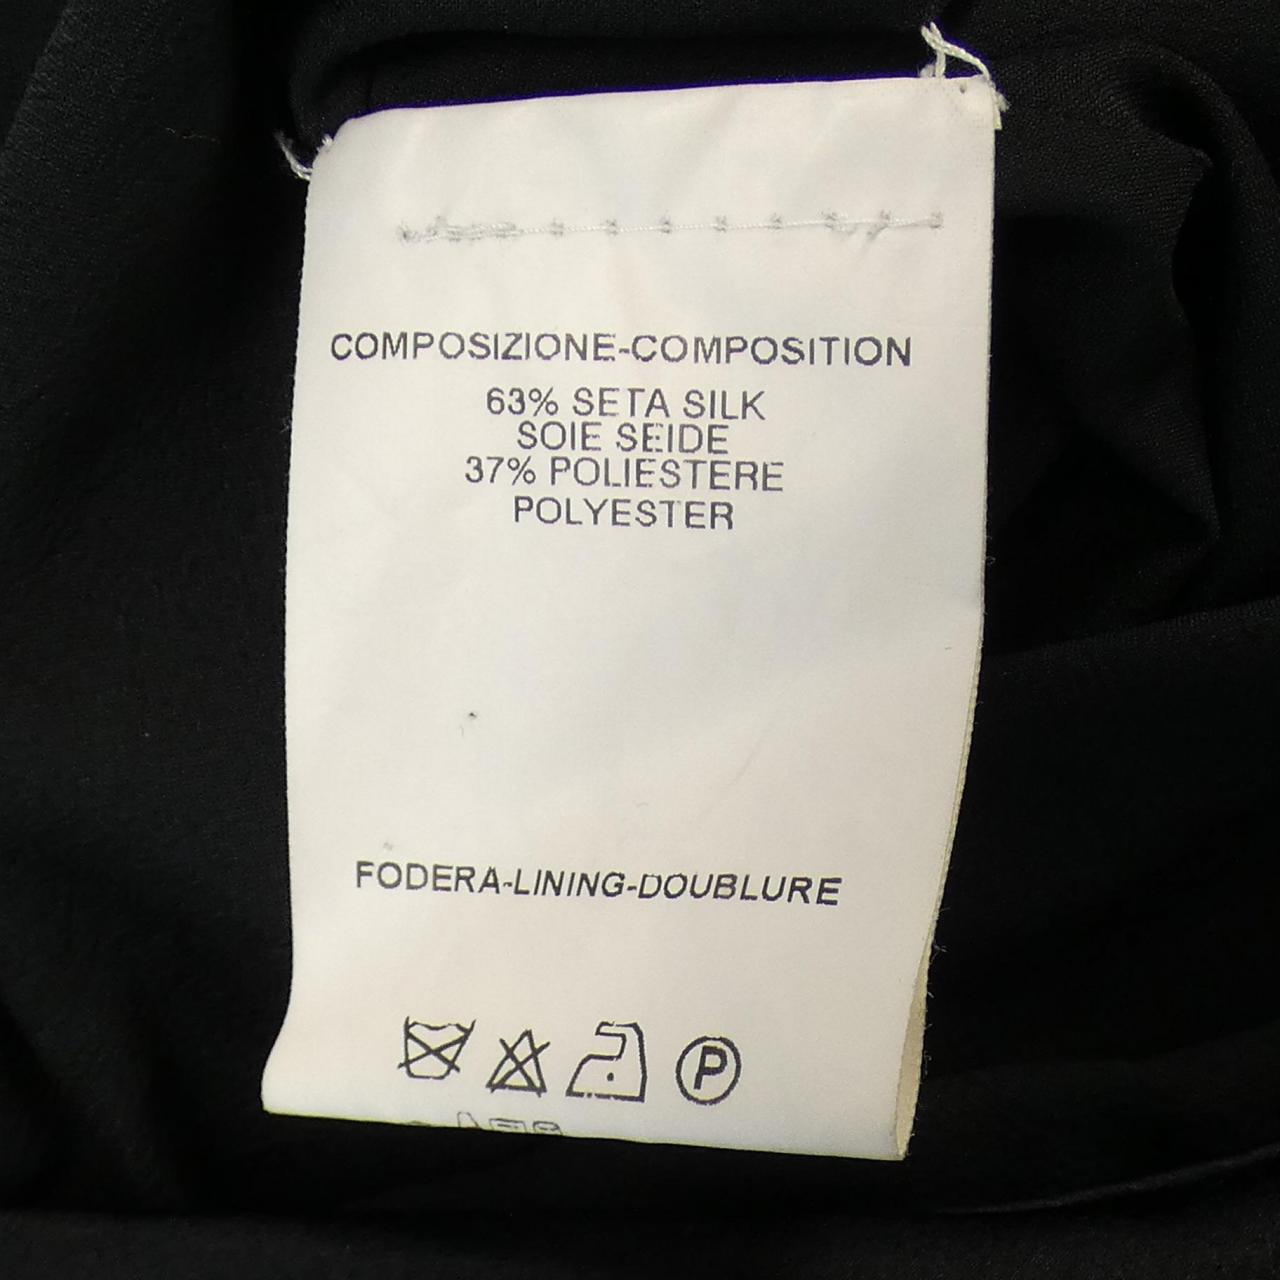 COMPOSIZIONE-COMPOSITION
63% SETA SILK
SOIE SEIDE
37% POLIESTERE
POLYESTER
FODERA-LINING-DOUBLURE
P